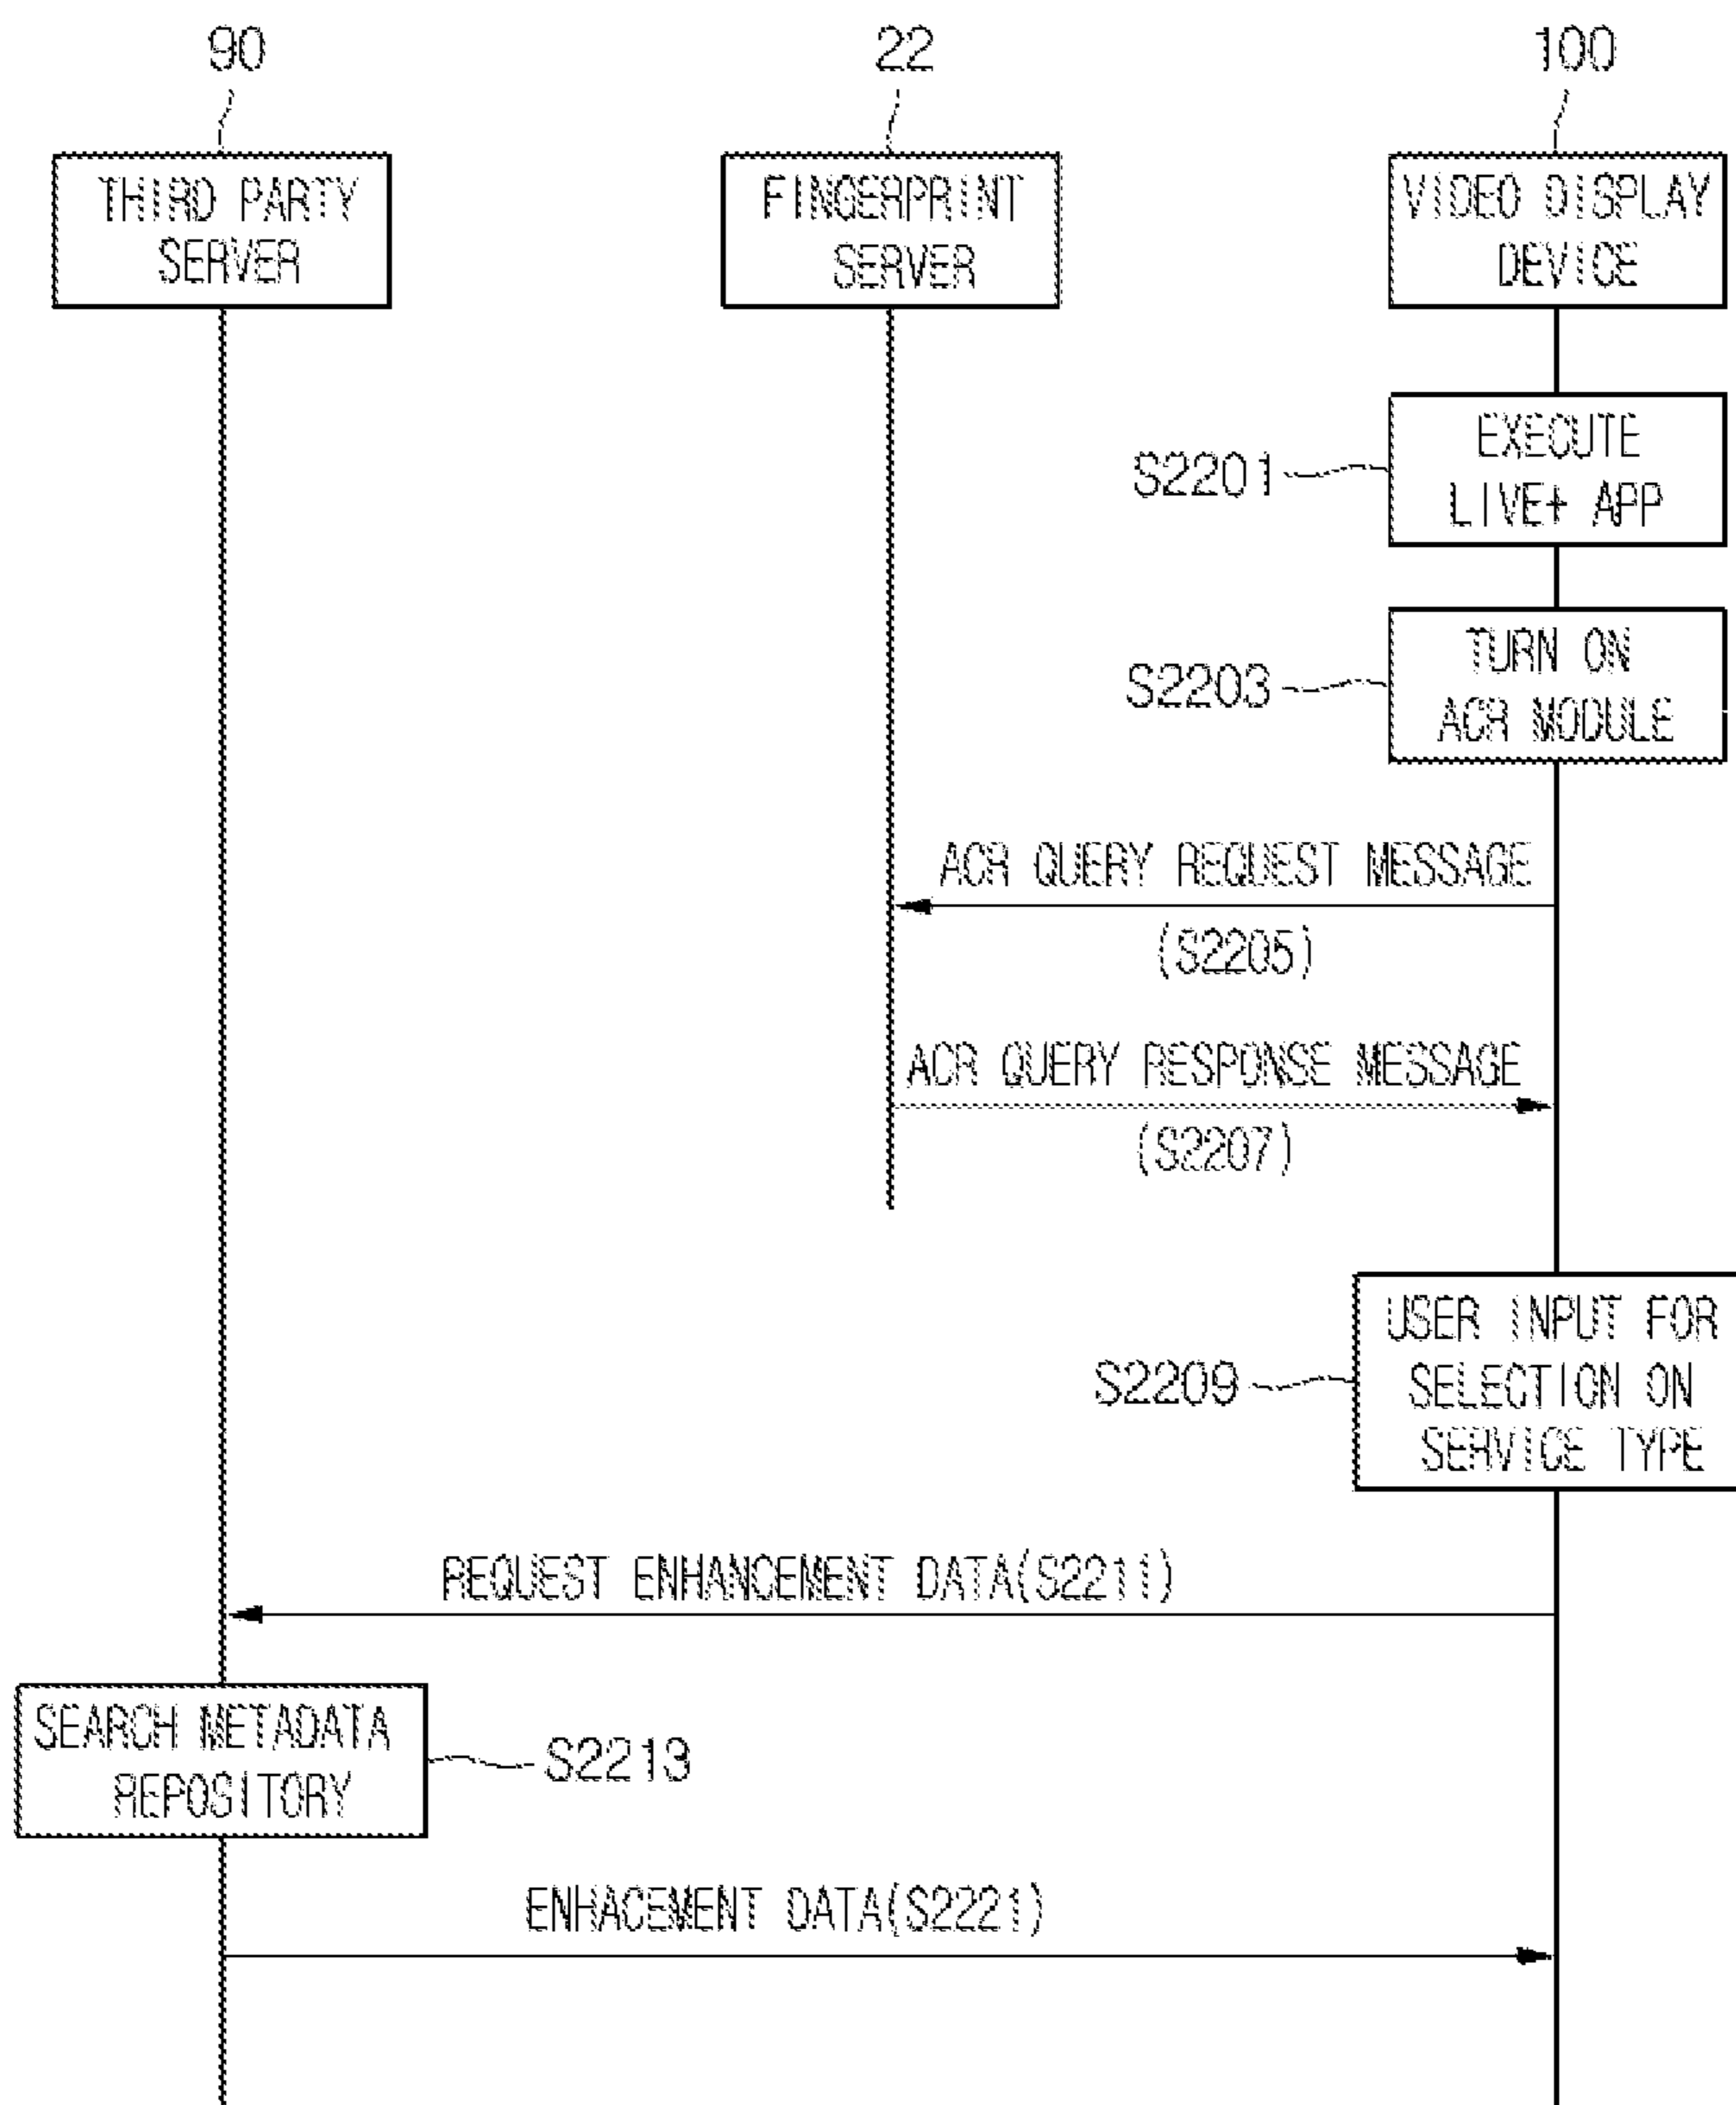 90
22
100
THIRD PARTY
SERVER
FINGERPRINT
SERVER
VIDEO DISPLAY
DEVICE
S2201
EXECUTE
LIVE+ APP
S2203
TURN ON
ACR MODULE
ACR QUERY REQUEST MESSAGE
(S2205)
ACR QUERY RESPONSE MESSAGE
(S2207)
S2209
USER INPUT FOR
SELECTION ON
SERVICE TYPE
REQUEST ENHANCEMENT DATA(S2211)
SEARCH METADATA
REPOSITORY
S2213
ENHACEMENT DATA(S2221)